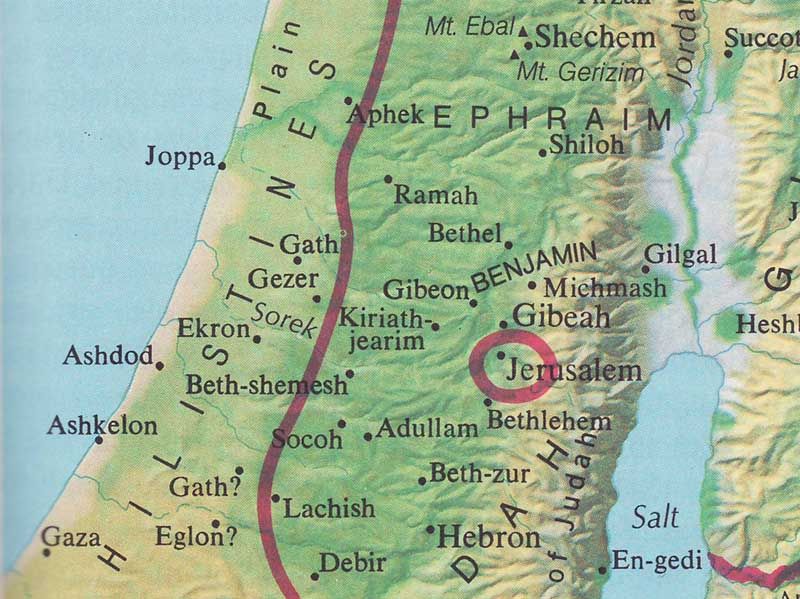 Mt. Ebal
Shechem
Mt. Gerizim
Jordan
Succot
Ja
Plain
Aphek
EPHRAIM
Shiloh
Joppa
Ramah
J
Bethel
Gath
Gezer
BENJAMIN
Gilgal
G
Gibeon
Michmash
Sorek
Kiriath-
jearim
Gibeah
Heshb
Ekron
Ashdod
Beth-shemesh
Jerusalem
PHILISTINES
Bethlehem
Ashkelon
Socoh
Adullam
JUDAH
of Judah
Beth-zur
Gath?
Lachish
Salt
Gaza
Eglon?
Hebron
Debir
En-gedi